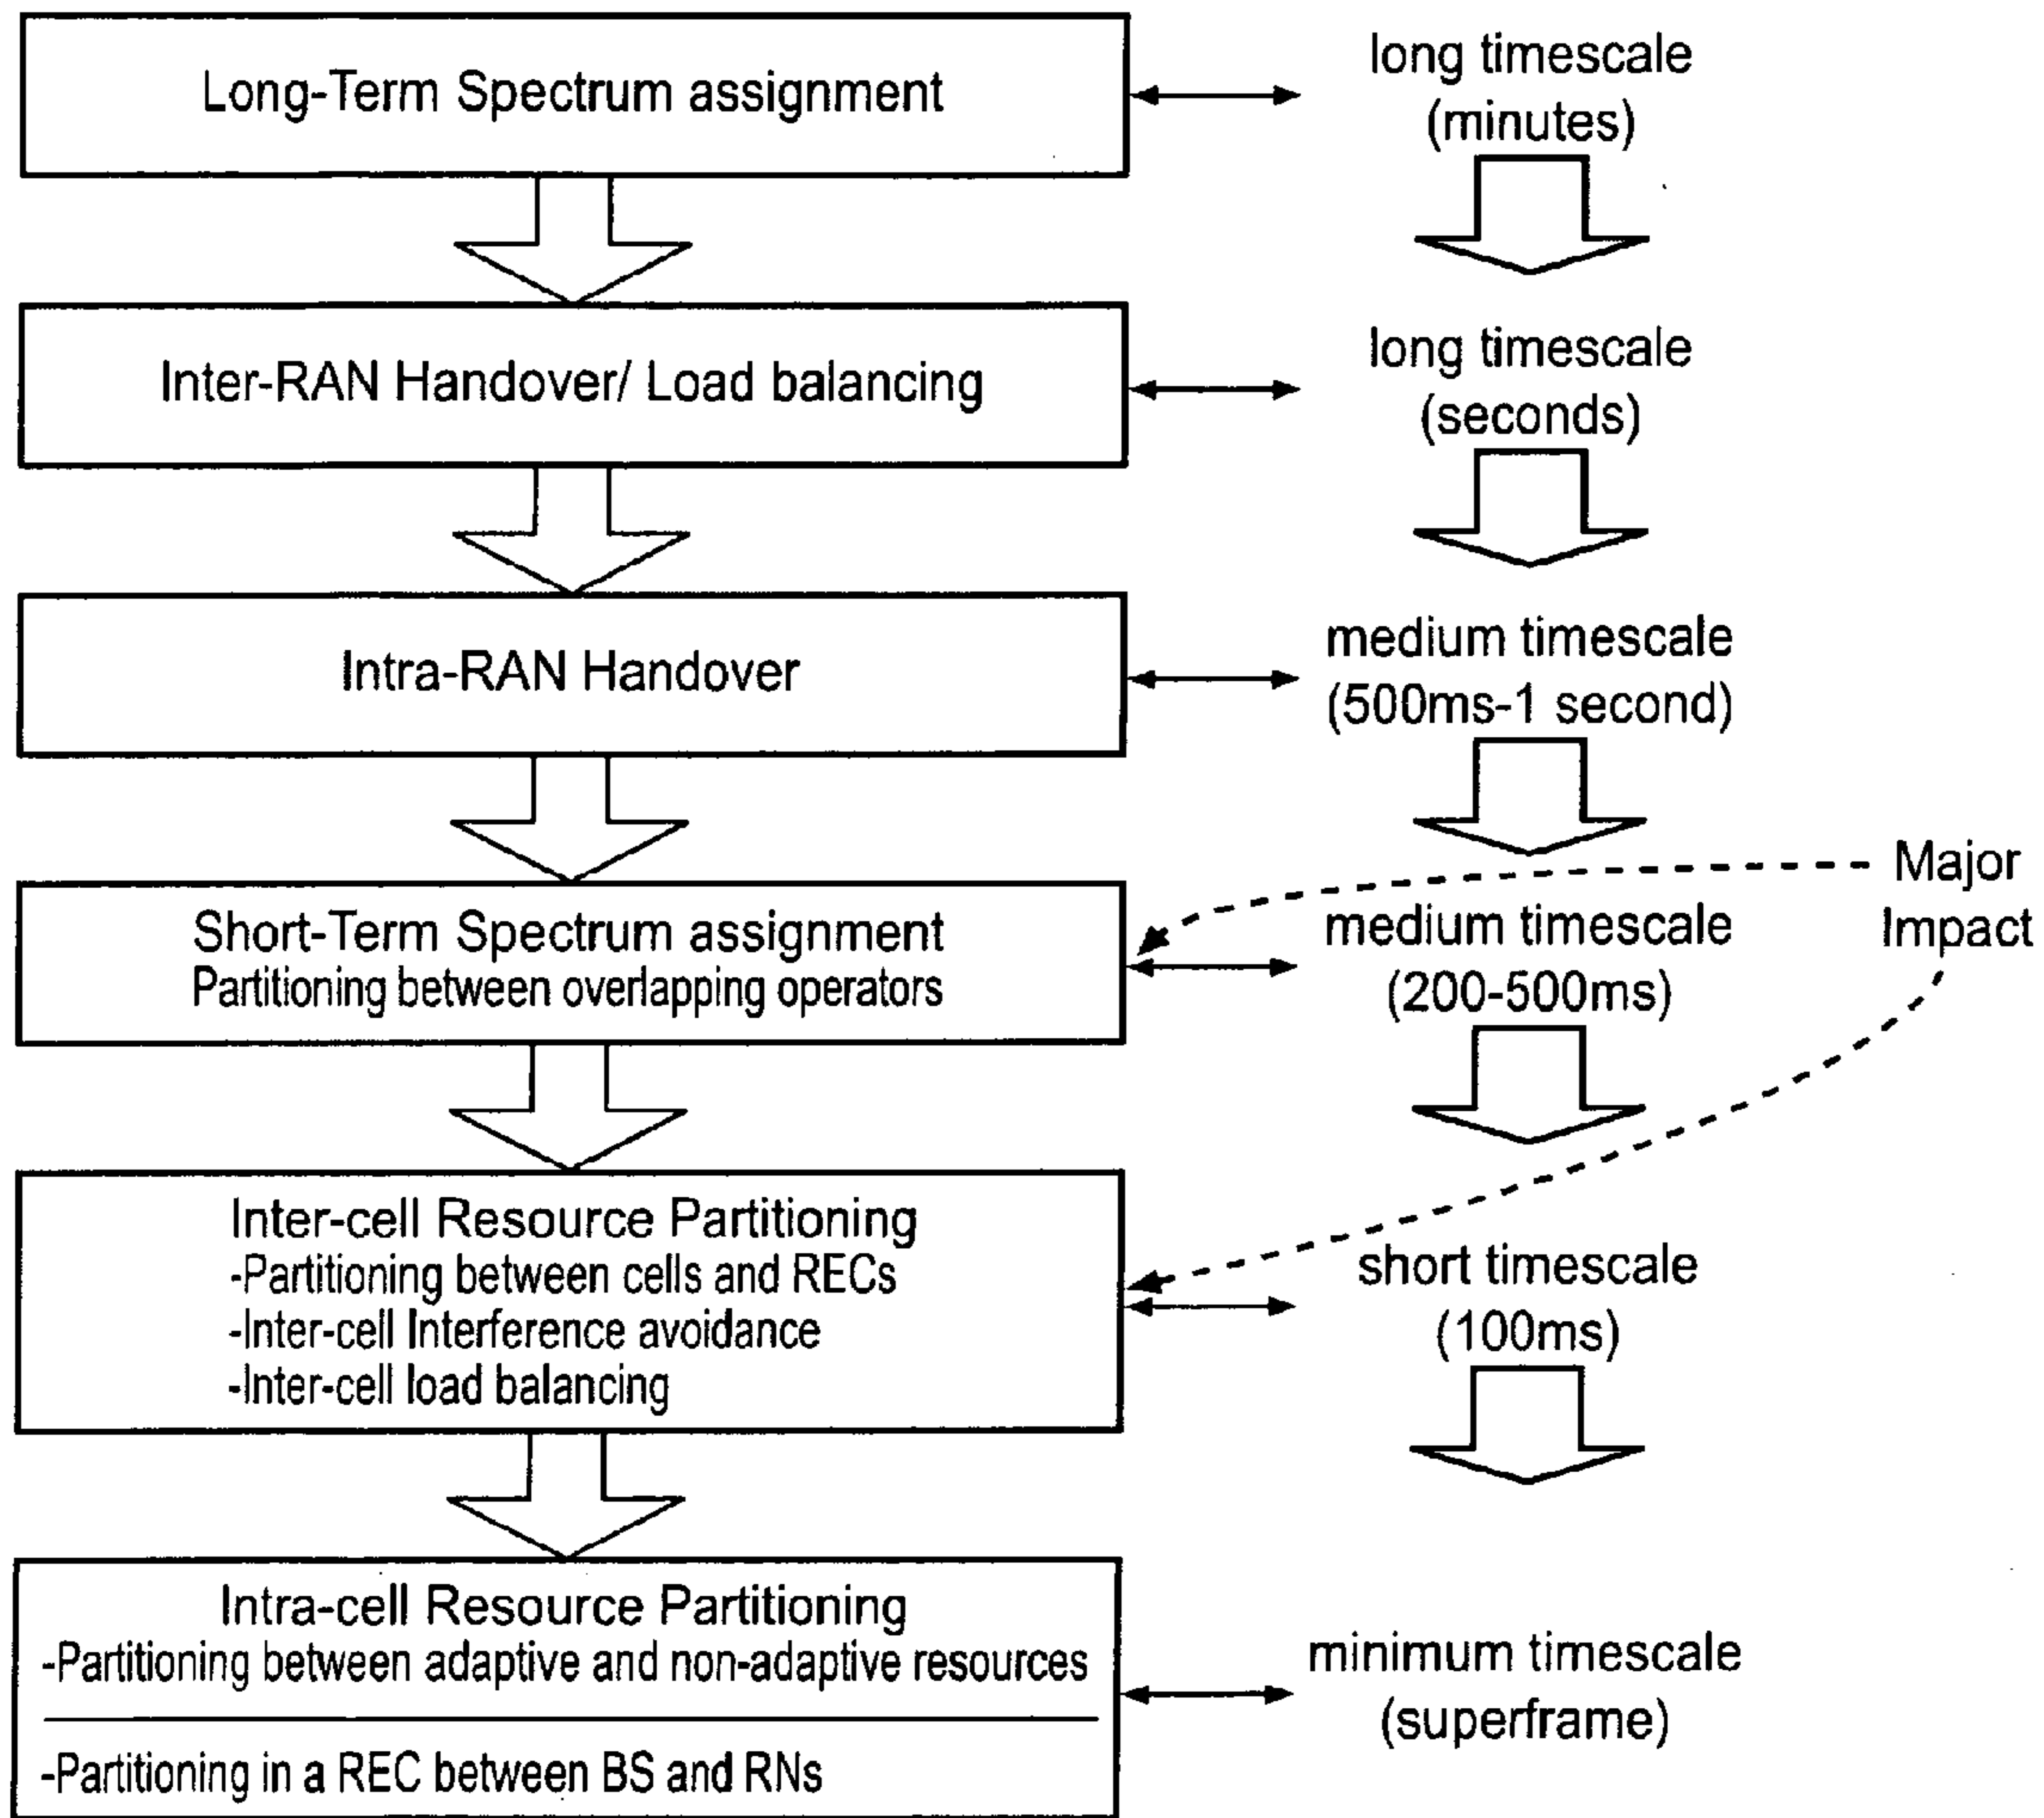 Long-Term Spectrum assignment
long timescale
(minutes)
Inter-RAN Handover/ Load balancing
long timescale
(seconds)
Intra-RAN Handover
medium timescale
(500ms-1 second)
Major
Impact
Short-Term Spectrum assignment
Partitioning between overlapping operators
medium timescale
(200-500ms)
Inter-cell Resource Partitioning
-Partitioning between cells and RECs
-Inter-cell Interference avoidance
-Inter-cell load balancing
short timescale
(100ms)
Intra-cell Resource Partitioning
-Partitioning between adaptive and non-adaptive resources
-Partitioning in a REC between BS and RNs
minimum timescale
(superframe)